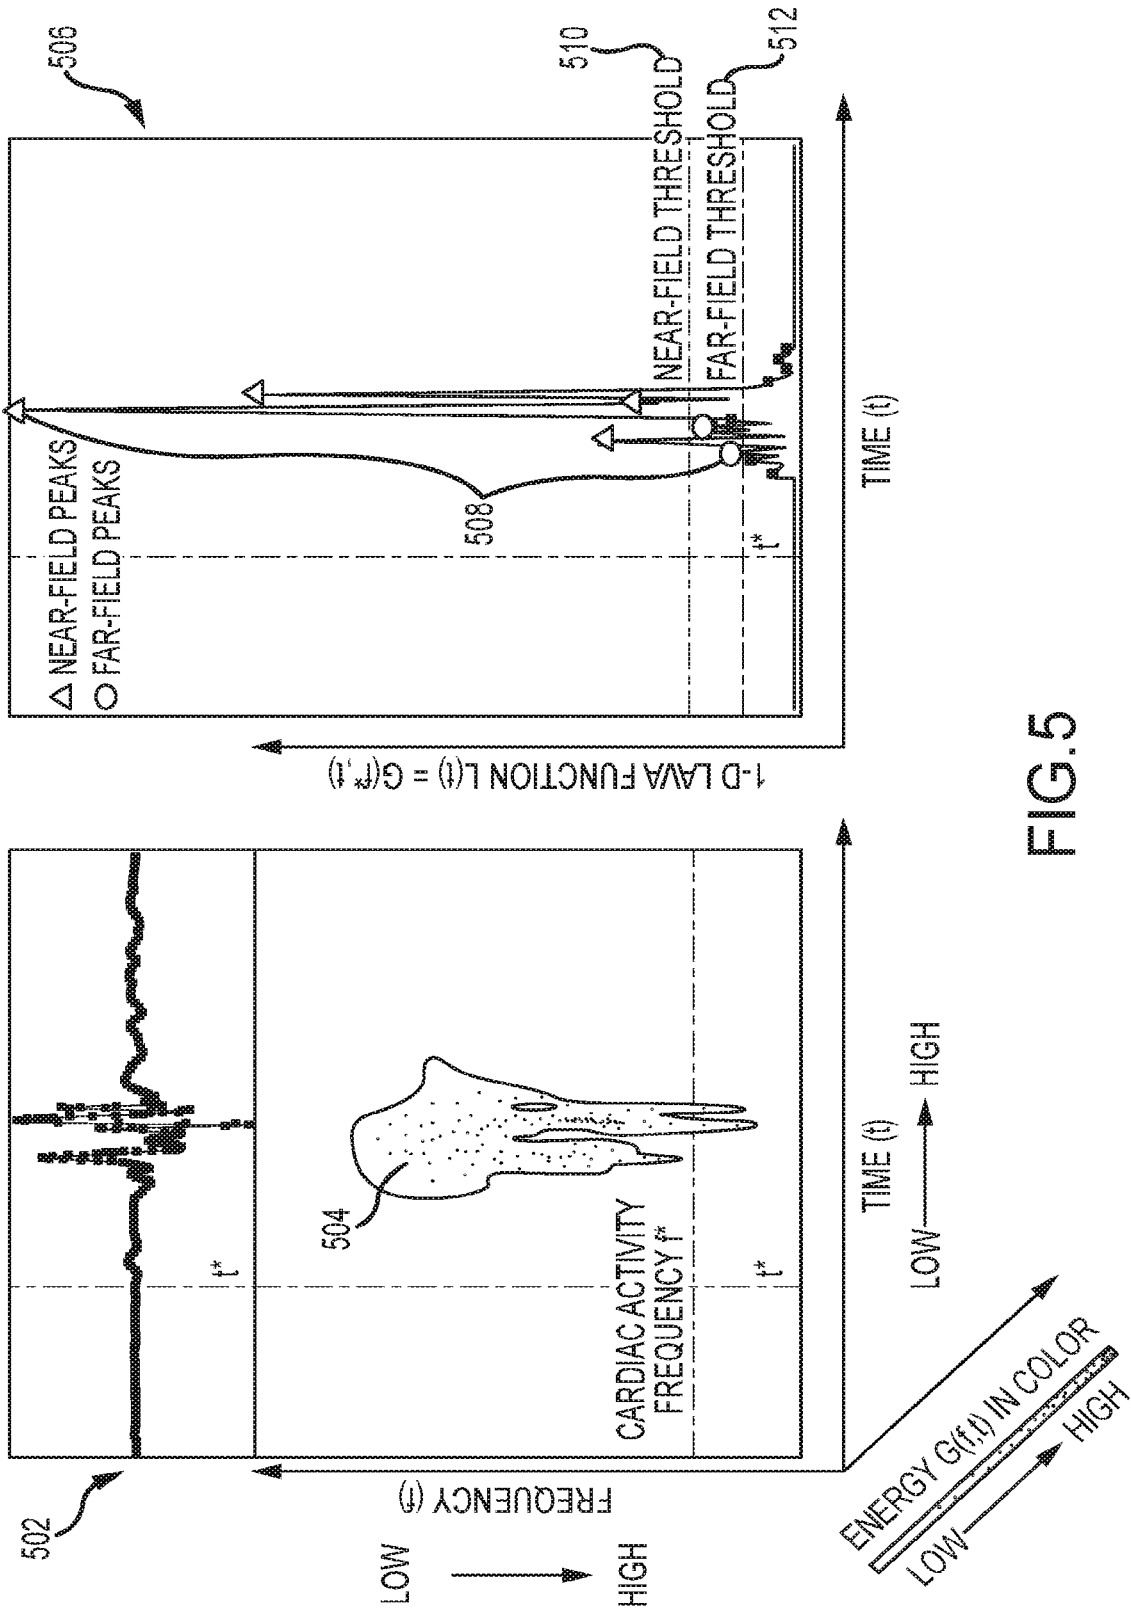 502
t*
504
CARDIAC ACTIVITY
FREQUENCY f*
t*
FREQUENCY (f)
LOW
HIGH
TIME (t)
LOW
HIGH
ENERGY G(f,t) IN COLOR
LOW
HIGH
506
NEAR-FIELD PEAKS
FAR-FIELD PEAKS
508
t*
NEAR-FIELD THRESHOLD
510
FAR-FIELD THRESHOLD
512
1-D LAVA FUNCTION L(t) = G(f*,t)
TIME (t)
FIG.5